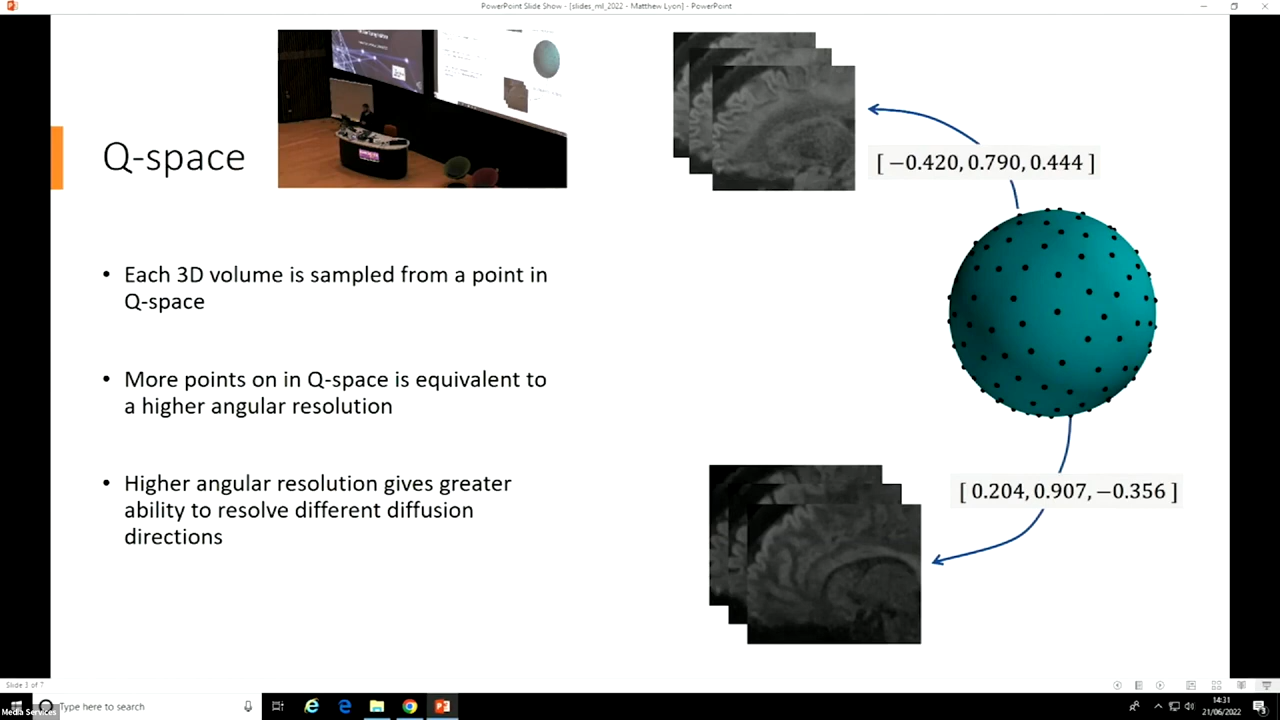 PowerPoint Slide Show - [slides_ml_2022 - Matthew Lyon] - PowerPoint
Q-space
[ −0.420, 0.790, 0.444 ]
• Each 3D volume is sampled from a point in
Q-space
• More points on in Q-space is equivalent to
a higher angular resolution
• Higher angular resolution gives greater
ability to resolve different diffusion
directions
[ 0.204, 0.907, −0.356 ]
Slide 3 of 7
Type here to search
Media Services
14:31
21/06/2022